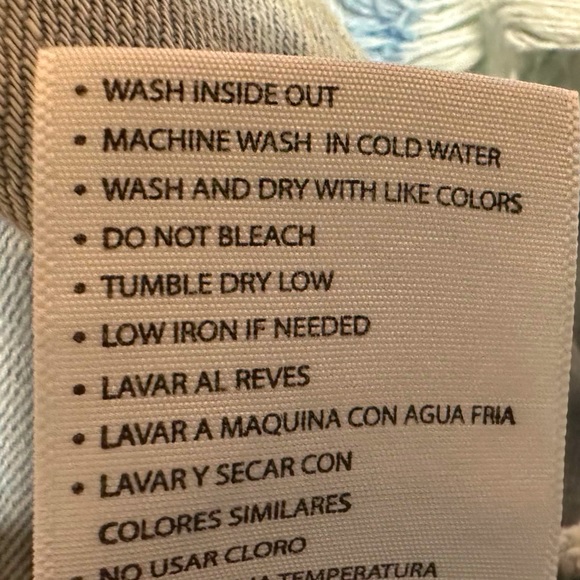 • WASH INSIDE OUT
• MACHINE WASH IN COLD WATER
• WASH AND DRY WITH LIKE COLORS
• DO NOT BLEACH
• TUMBLE DRY LOW
• LOW IRON IF NEEDED
• LAVAR AL REVES
• LAVAR A MAQUINA CON AGUA FRIA
• LAVAR Y SECAR CON
COLORES SIMILARES
• NO USAR CLORO
TEMPERATURA